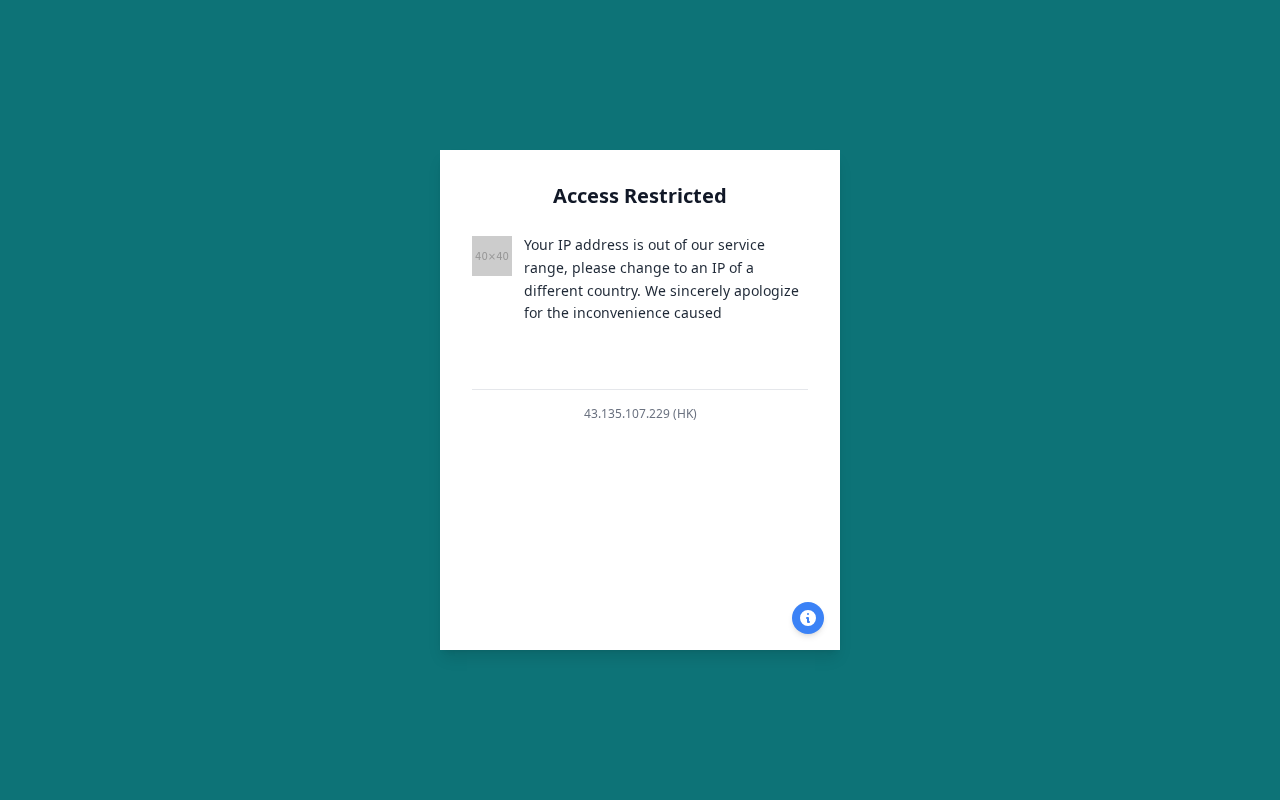 Access Restricted
40×40
Your IP address is out of our service
range, please change to an IP of a
different country. We sincerely apologize
for the inconvenience caused
43.135.107.229 (HK)